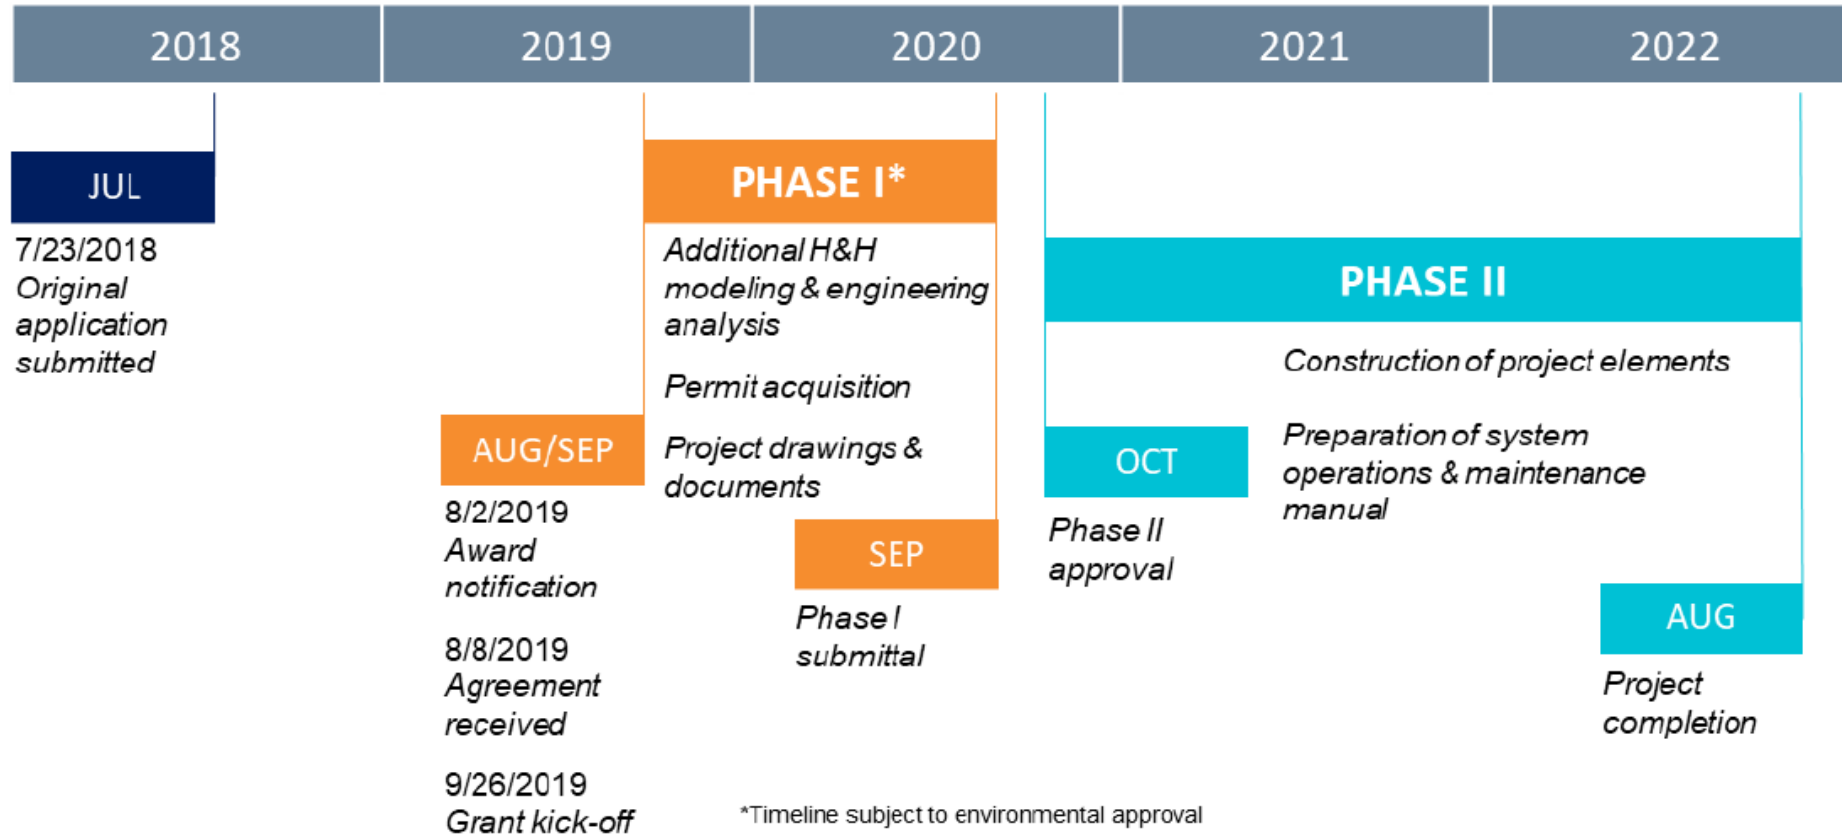 2018
2019
2020
2021
2022
JUL
7/23/2018
Original
application
submitted
AUG/SEP
8/2/2019
Award
notification
8/8/2019
Agreement
received
9/26/2019
Grant kick-off
PHASE I*
Additional H&H
modeling & engineering
analysis
Permit acquisition
Project drawings &
documents
SEP
Phase I
submittal
PHASE II
OCT
Phase II
approval
Construction of project elements
Preparation of system
operations & maintenance
manual
AUG
Project
completion
*Timeline subject to environmental approval